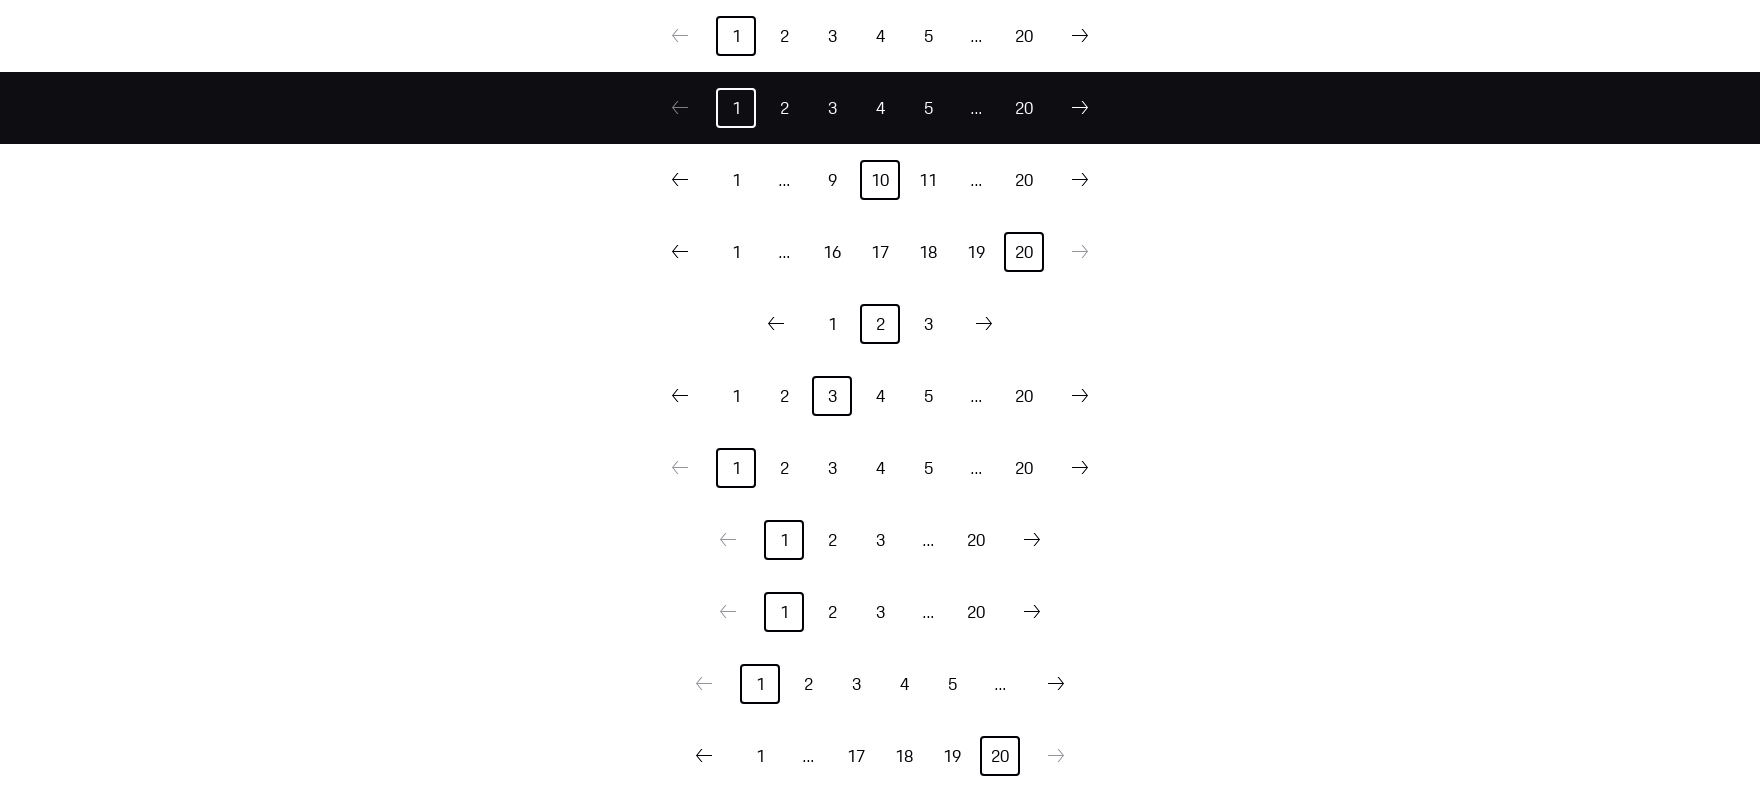 ← 1 2 3 4 5 ... 20 →
← 1 2 3 4 5 ... 20 →
← 1 ... 9 10 11 ... 20 →
← 1 ... 16 17 18 19 20 →
← 1 2 3 →
← 1 2 3 4 5 ... 20 →
← 1 2 3 4 5 ... 20 →
← 1 2 3 ... 20 →
← 1 2 3 ... 20 →
← 1 2 3 4 5 ... →
← 1 ... 17 18 19 20 →